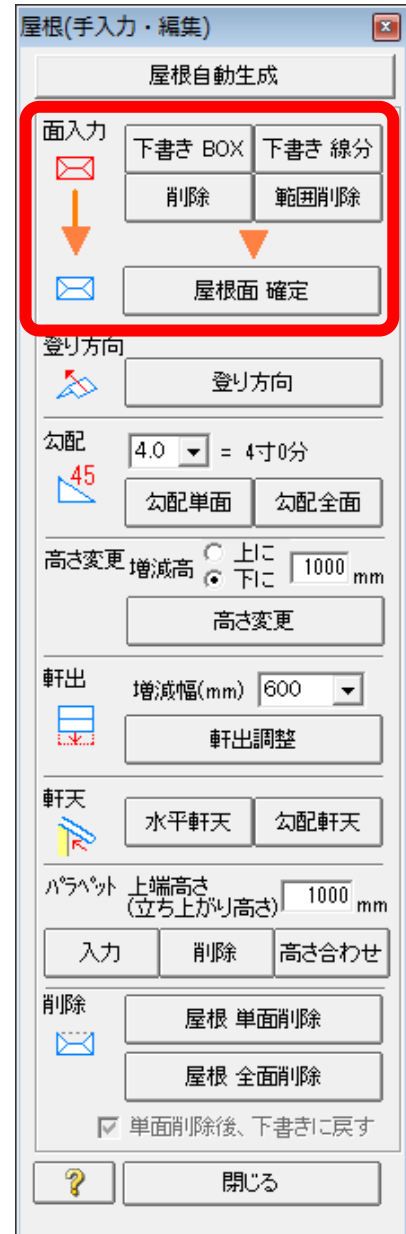 屋根(手入力・編集)
屋根自動生成
面入力
下書き BOX 下書き 線分
削除 範囲削除
屋根面 確定
登り方向
登り方向
勾配
4.0 = 4寸0分
45
勾配単面 勾配全面
高さ変更 増減高 上に 下に 1000 mm
高さ変更
軒出
増減幅(mm) 600
軒出調整
軒天
水平軒天 勾配軒天
パラペット 上端高さ
(立ち上がり高さ) 1000 mm
入力 削除 高さ合わせ
削除
屋根 単面削除
屋根 全面削除
単面削除後、下書きに戻す
? 閉じる